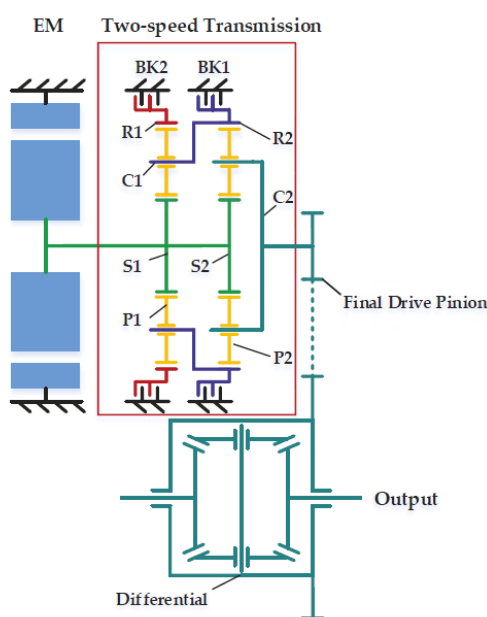 EM Two-speed Transmission
BK2 BK1
R1 R2
C1 C2
S1 S2
P1 Final Drive Pinion
P2
Output
Differential